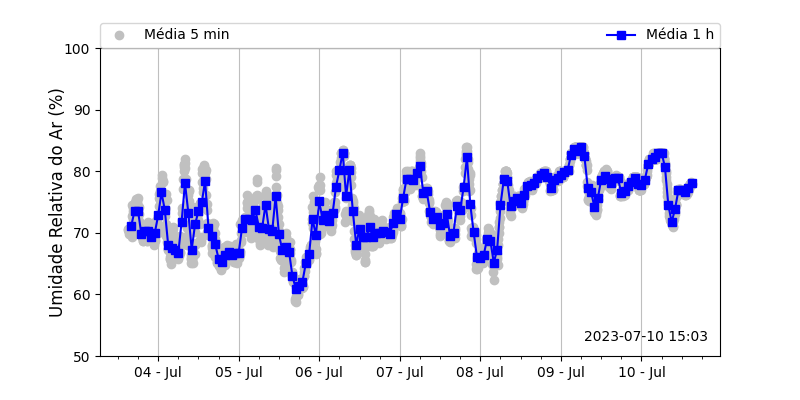 Média 5 min
Média 1 h
Umidade Relativa do Ar (%)
100
90
80
70
60
50
2023-07-10 15:03
04 - Jul
05 - Jul
06 - Jul
07 - Jul
08 - Jul
09 - Jul
10 - Jul